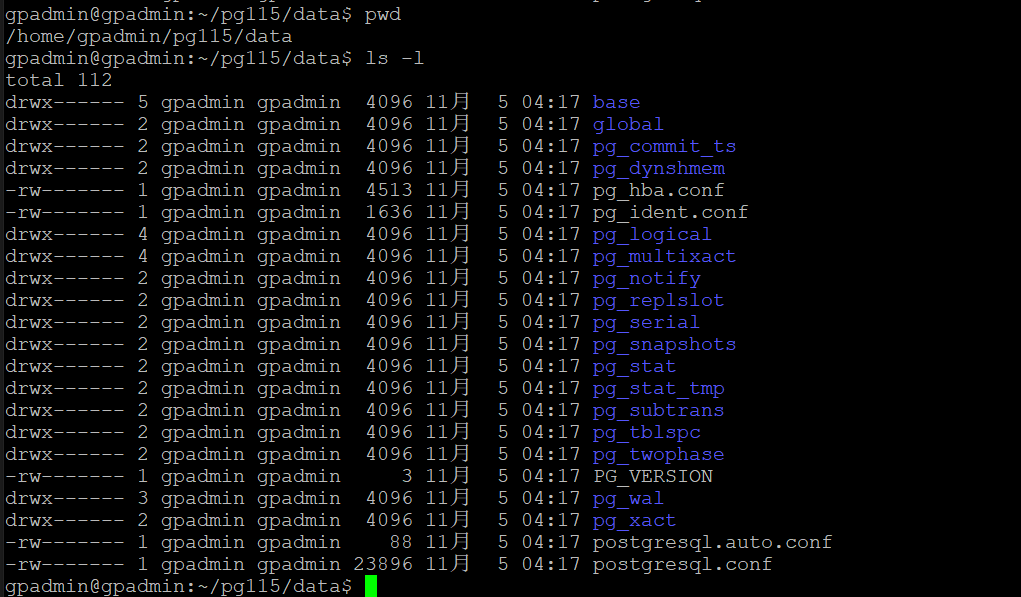 gpadmin@gpadmin:~/pg115/data$ pwd
/home/gpadmin/pg115/data
gpadmin@gpadmin:~/pg115/data$ ls -l
total 112
drwx------ 5 gpadmin gpadmin  4096 11月  5 04:17 base
drwx------ 2 gpadmin gpadmin  4096 11月  5 04:17 global
drwx------ 2 gpadmin gpadmin  4096 11月  5 04:17 pg_commit_ts
drwx------ 2 gpadmin gpadmin  4096 11月  5 04:17 pg_dynshmem
-rw------- 1 gpadmin gpadmin  4513 11月  5 04:17 pg_hba.conf
-rw------- 1 gpadmin gpadmin  1636 11月  5 04:17 pg_ident.conf
drwx------ 4 gpadmin gpadmin  4096 11月  5 04:17 pg_logical
drwx------ 4 gpadmin gpadmin  4096 11月  5 04:17 pg_multixact
drwx------ 2 gpadmin gpadmin  4096 11月  5 04:17 pg_notify
drwx------ 2 gpadmin gpadmin  4096 11月  5 04:17 pg_replslot
drwx------ 2 gpadmin gpadmin  4096 11月  5 04:17 pg_serial
drwx------ 2 gpadmin gpadmin  4096 11月  5 04:17 pg_snapshots
drwx------ 2 gpadmin gpadmin  4096 11月  5 04:17 pg_stat
drwx------ 2 gpadmin gpadmin  4096 11月  5 04:17 pg_stat_tmp
drwx------ 2 gpadmin gpadmin  4096 11月  5 04:17 pg_subtrans
drwx------ 2 gpadmin gpadmin  4096 11月  5 04:17 pg_tblspc
drwx------ 2 gpadmin gpadmin  4096 11月  5 04:17 pg_twophase
-rw------- 1 gpadmin gpadmin     3 11月  5 04:17 PG_VERSION
drwx------ 3 gpadmin gpadmin  4096 11月  5 04:17 pg_wal
drwx------ 2 gpadmin gpadmin  4096 11月  5 04:17 pg_xact
-rw------- 1 gpadmin gpadmin    88 11月  5 04:17 postgresql.auto.conf
-rw------- 1 gpadmin gpadmin 23896 11月  5 04:17 postgresql.conf
gpadmin@gpadmin:~/pg115/data$